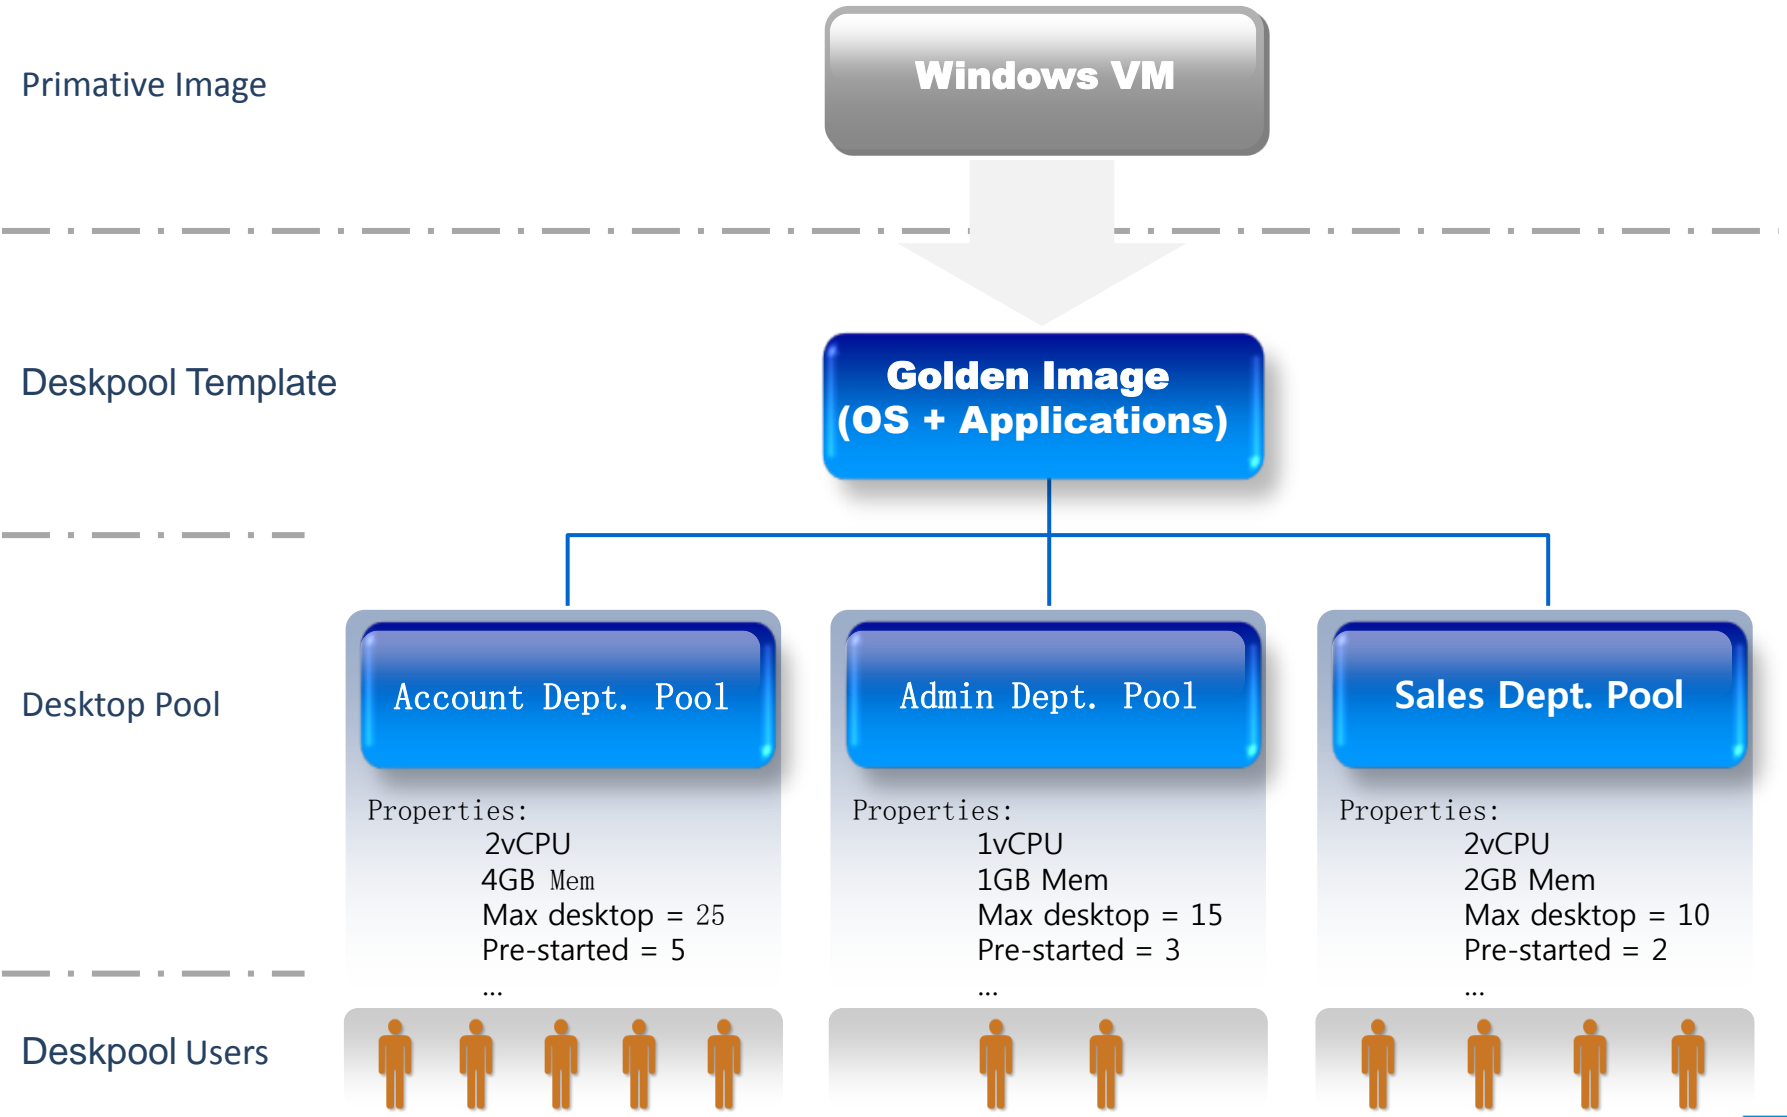 Primative Image
Windows VM
Deskpool Template
Golden Image
(OS + Applications)
Desktop Pool
Account Dept. Pool
Properties:
2vCPU
4GB Mem
Max desktop = 25
Pre-started = 5
...
Admin Dept. Pool
Properties:
1vCPU
1GB Mem
Max desktop = 15
Pre-started = 3
...
Sales Dept. Pool
Properties:
2vCPU
2GB Mem
Max desktop = 10
Pre-started = 2
...
Deskpool Users